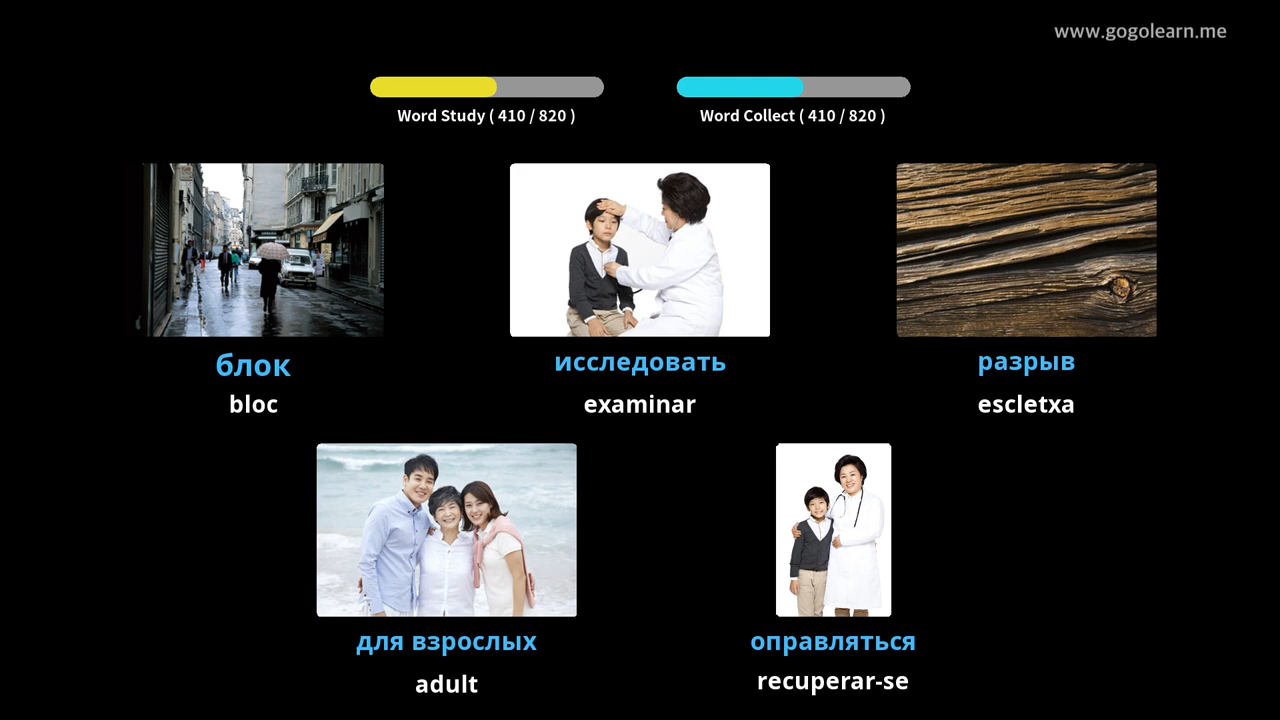 www.gogolearn.me
Word Study ( 410 / 820 )
Word Collect ( 410 / 820 )
блок
bloc
исследовать
examinar
разрыв
escletxa
для взрослых
adult
оправляться
recuperar-se